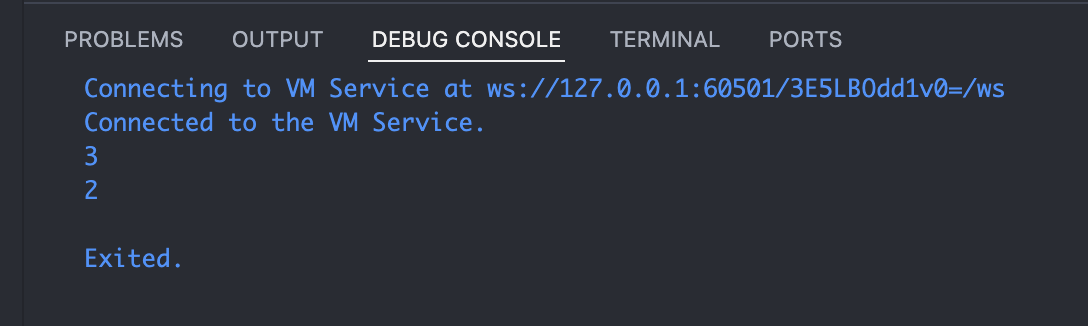 PROBLEMS OUTPUT DEBUG CONSOLE TERMINAL PORTS
Connecting to VM Service at ws://127.0.0.1:60501/3E5LBOdd1v0=/ws
Connected to the VM Service.
3
2
Exited.